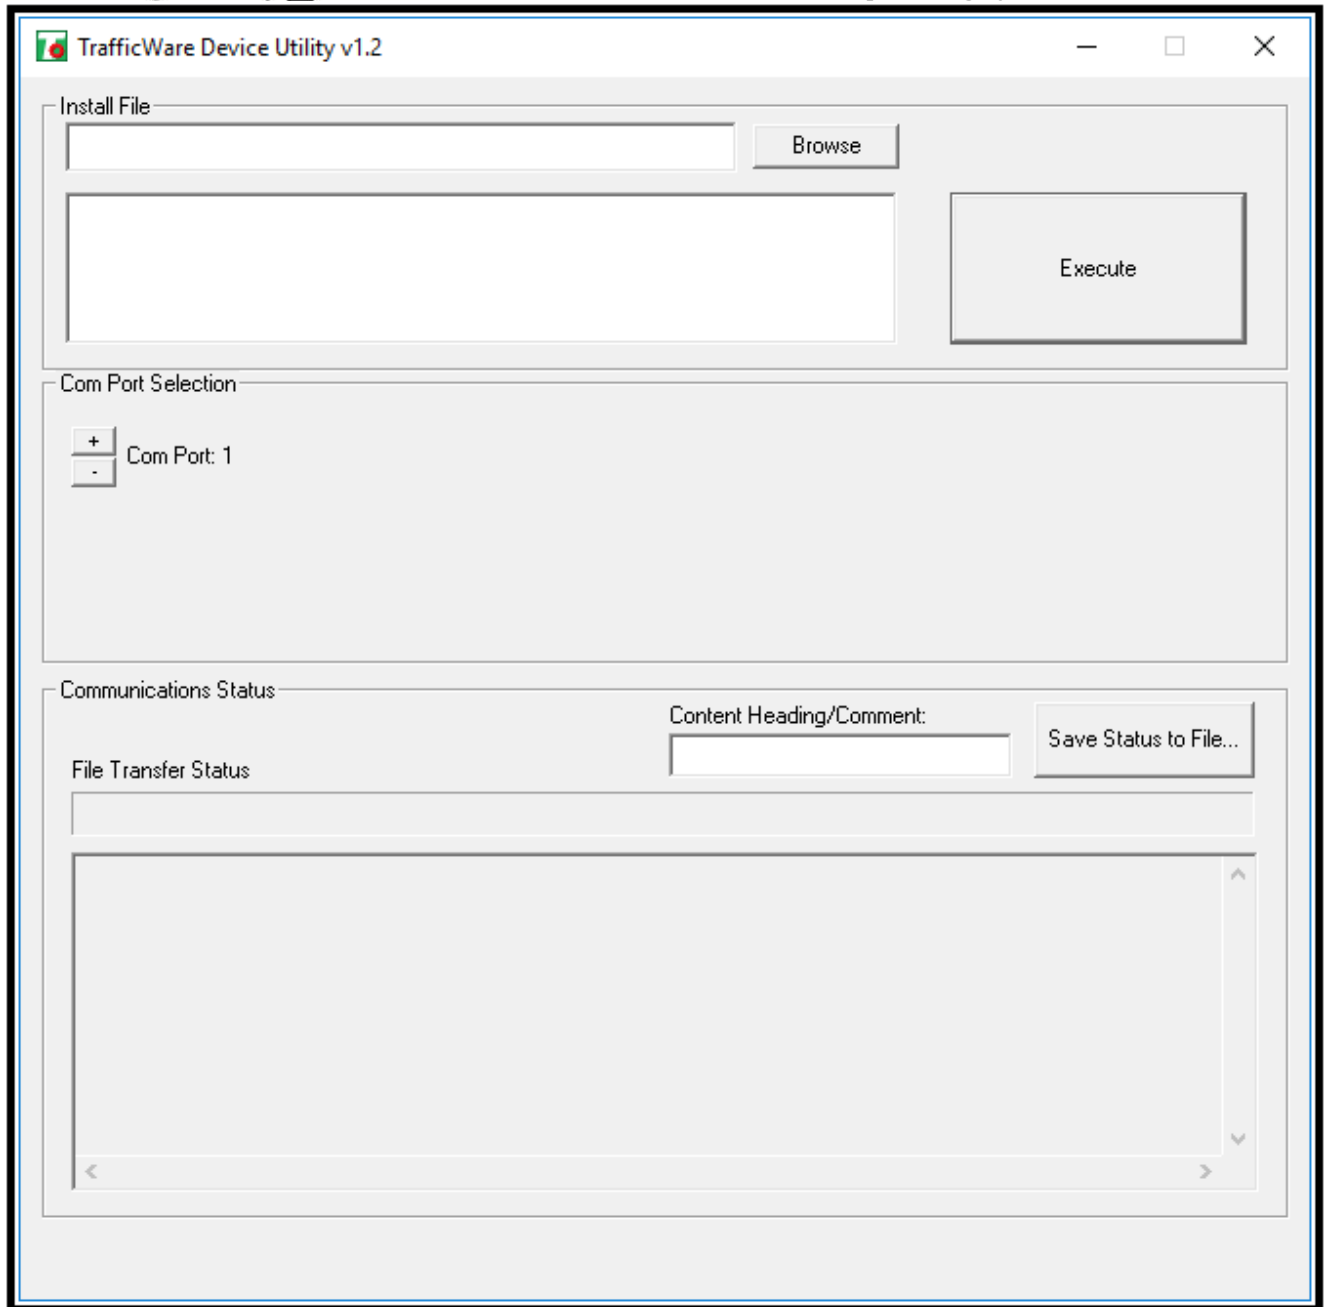 TrafficWare Device Utility v1.2
Install File
Browse
Execute
Com Port Selection
+
Com Port: 1
-
Communications Status
Content Heading/Comment:
Save Status to File...
File Transfer Status